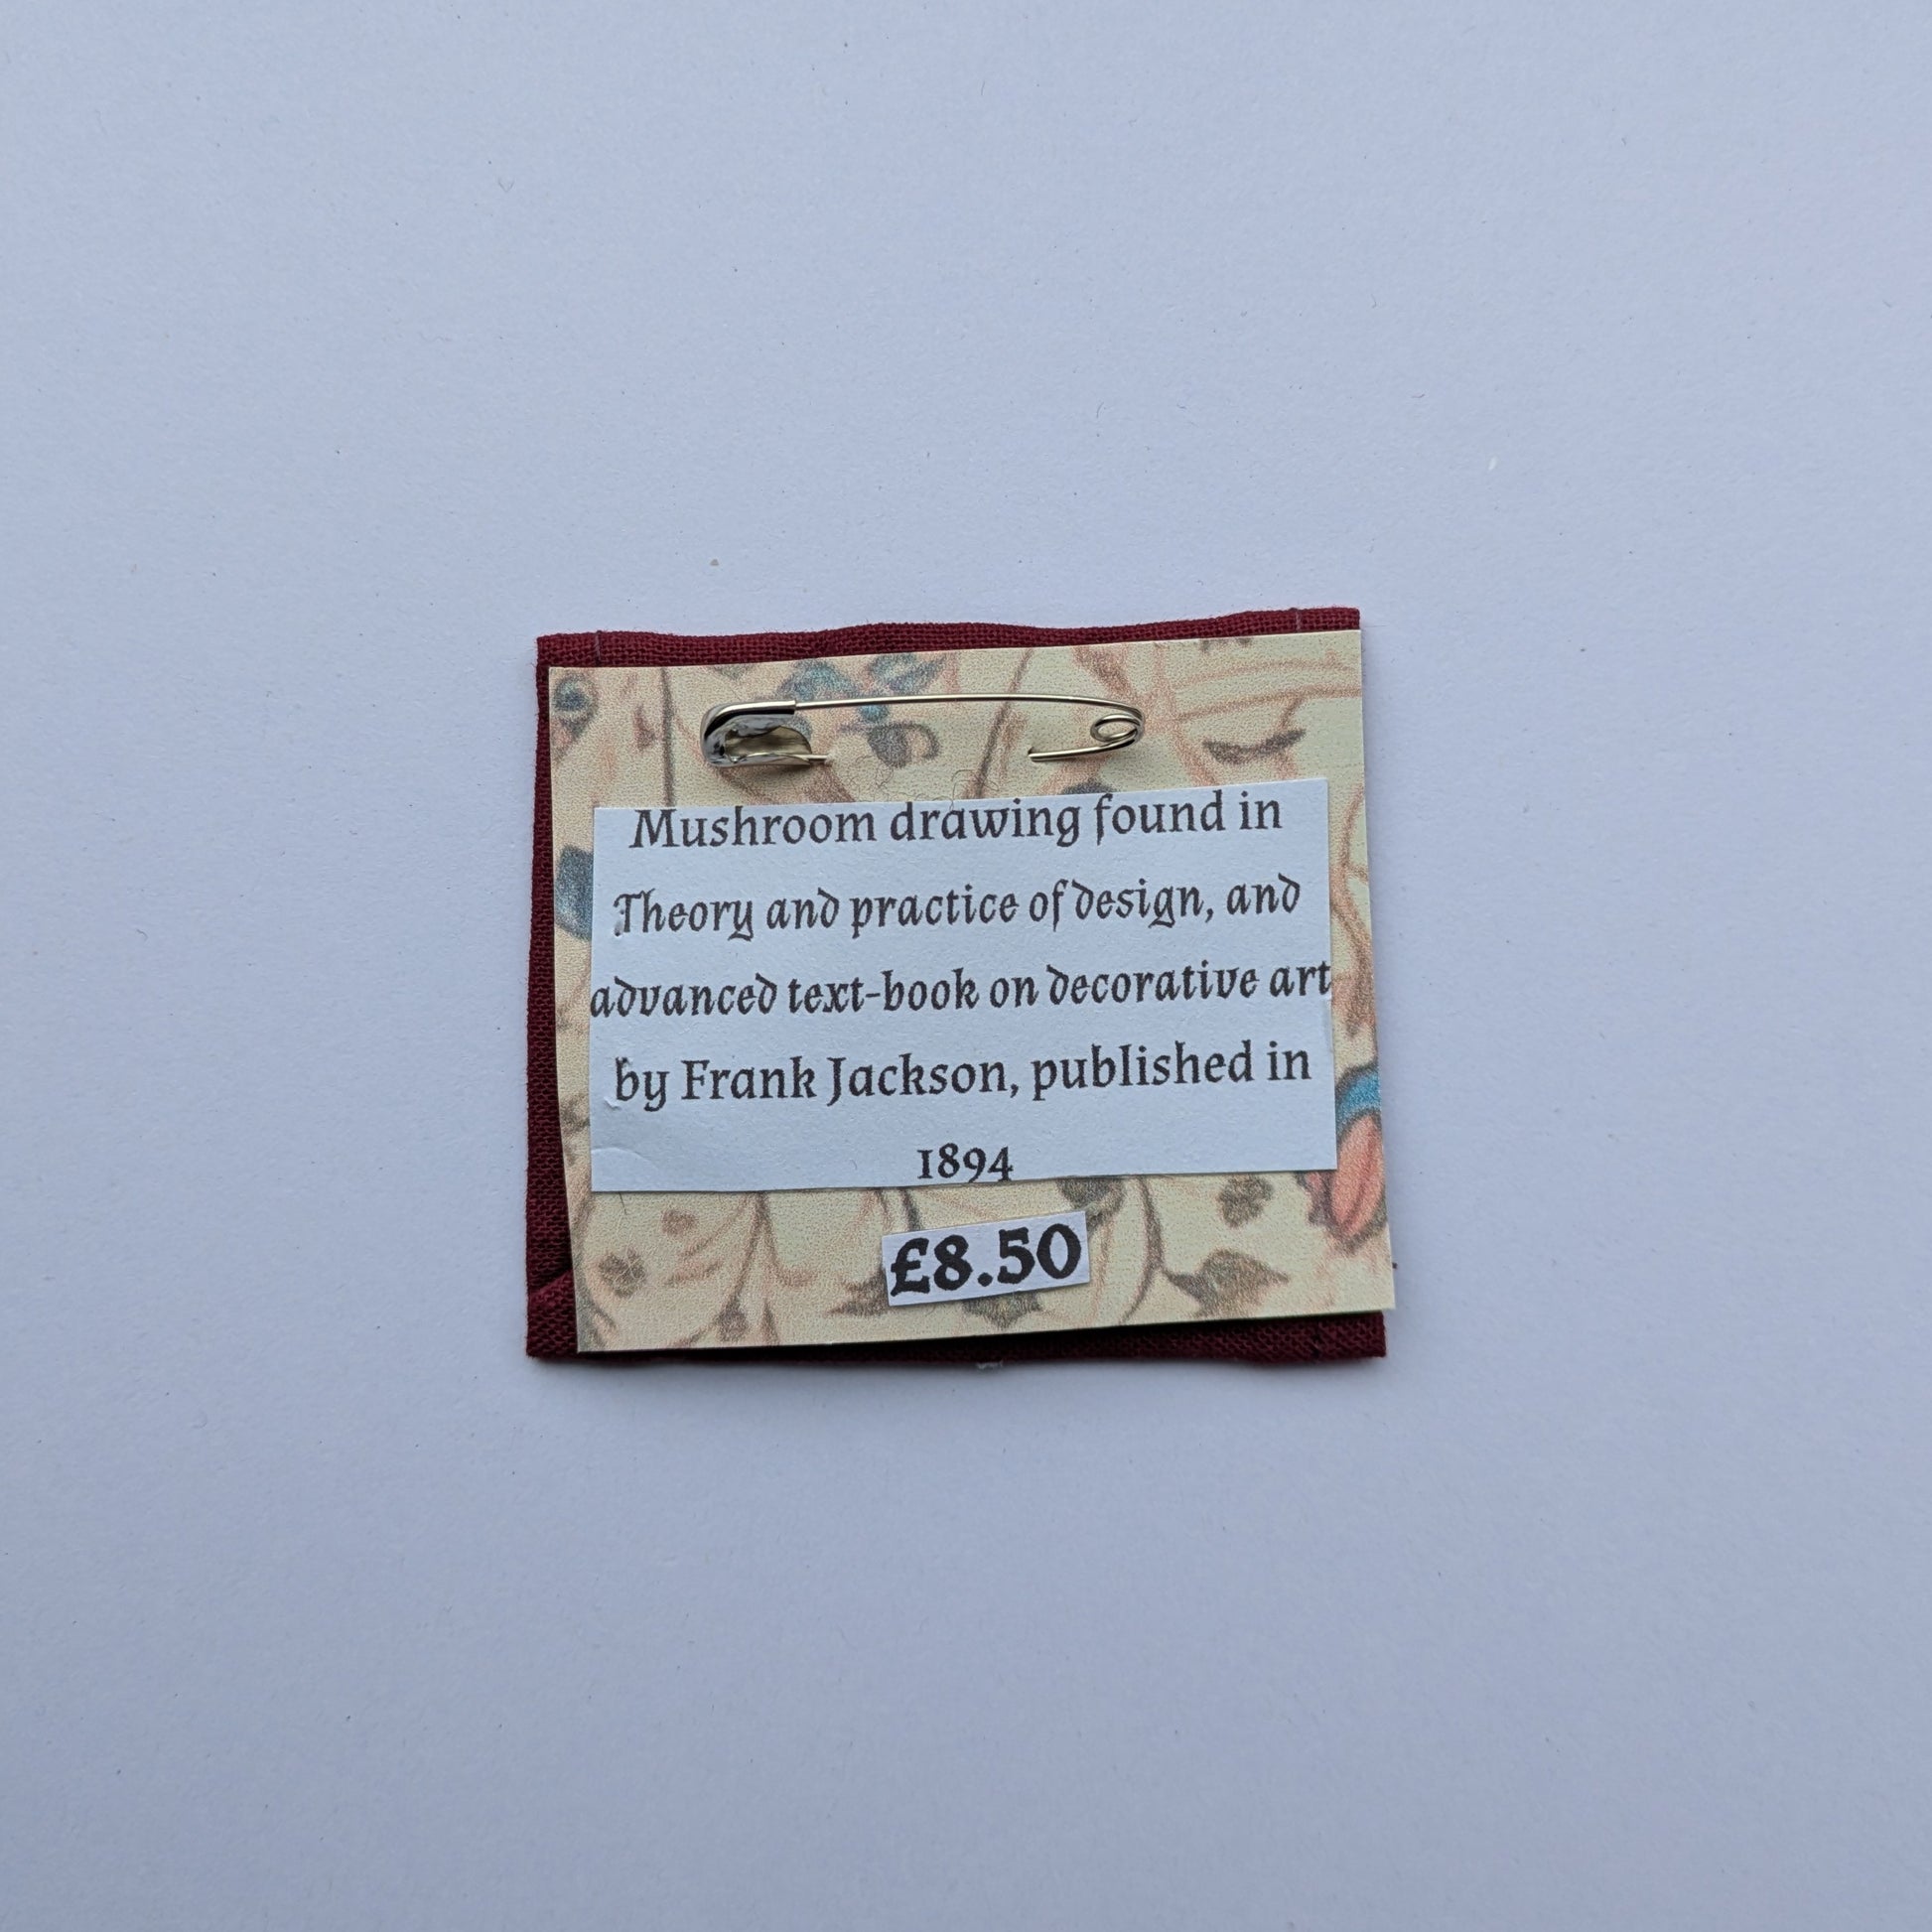 Mushroom drawing found in
Theory and practice of design, and
advanced text-book on decorative art
by Frank Jackson, published in
1894
£8.50